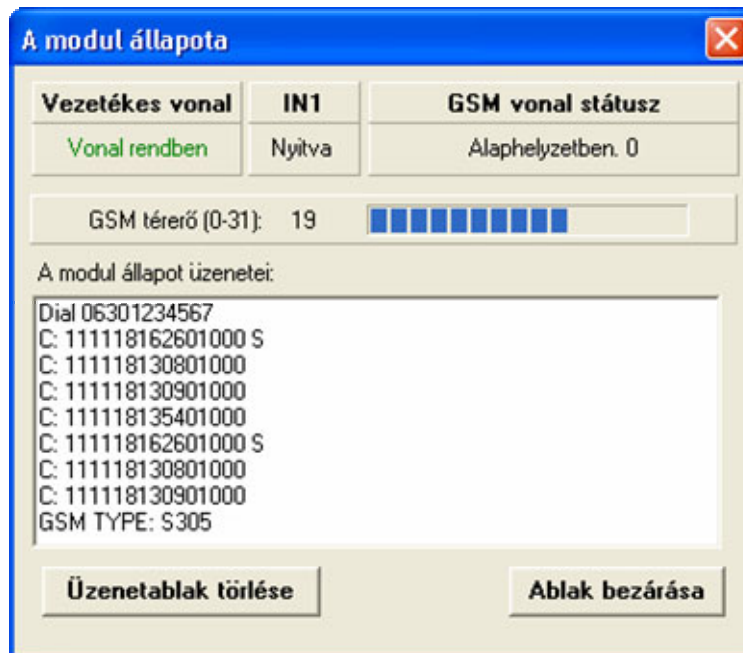 A modul állapota
Vezetékes vonal IN1 GSM vonal státusz
Vonal rendben Nyitva Alaphelyzetben. 0
GSM térerő (0-31): 19
A modul állapot üzenetei:
Dial 06301234567
C: 111118162601000 S
C: 111118130801000
C: 111118130901000
C: 111118135401000
C: 111118162601000 S
C: 111118130801000
C: 111118130901000
GSM TYPE: S305
Üzenetablak törlése Ablak bezárása